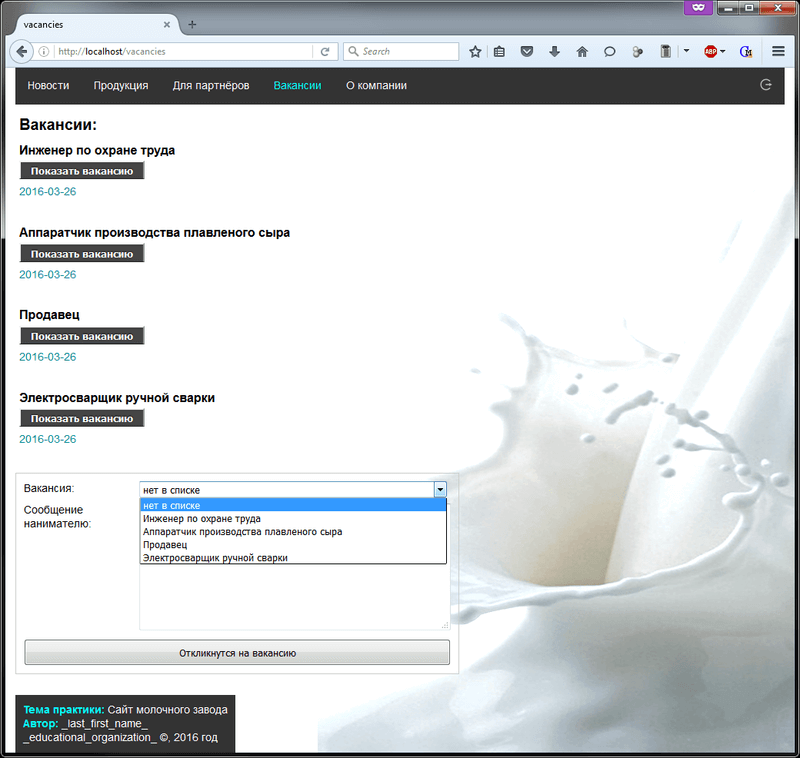 vacancies
http://localhost/vacancies
Search
ABP
Новости Продукция Для партнёров Вакансии О компании
Вакансии:
Инженер по охране труда
Показать вакансию
2016-03-26
Аппаратчик производства плавленого сыра
Показать вакансию
2016-03-26
Продавец
Показать вакансию
2016-03-26
Электросварщик ручной сварки
Показать вакансию
2016-03-26
Вакансия: нет в списке
Сообщение
нанимателю:
нет в списке
Инженер по охране труда
Аппаратчик производства плавленого сыра
Продавец
Электросварщик ручной сварки
Откликнутся на вакансию
Тема практики: Сайт молочного завода
Автор: _last_first_name_
_educational_organization_ ©, 2016 год